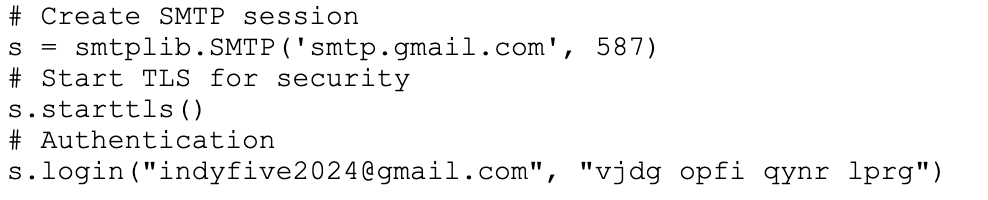 # Create SMTP session
s = smtplib.SMTP('smtp.gmail.com', 587)
# Start TLS for security
s.starttls()
# Authentication
s.login("indyfive2024@gmail.com", "vjdg opfi qynr lprg")